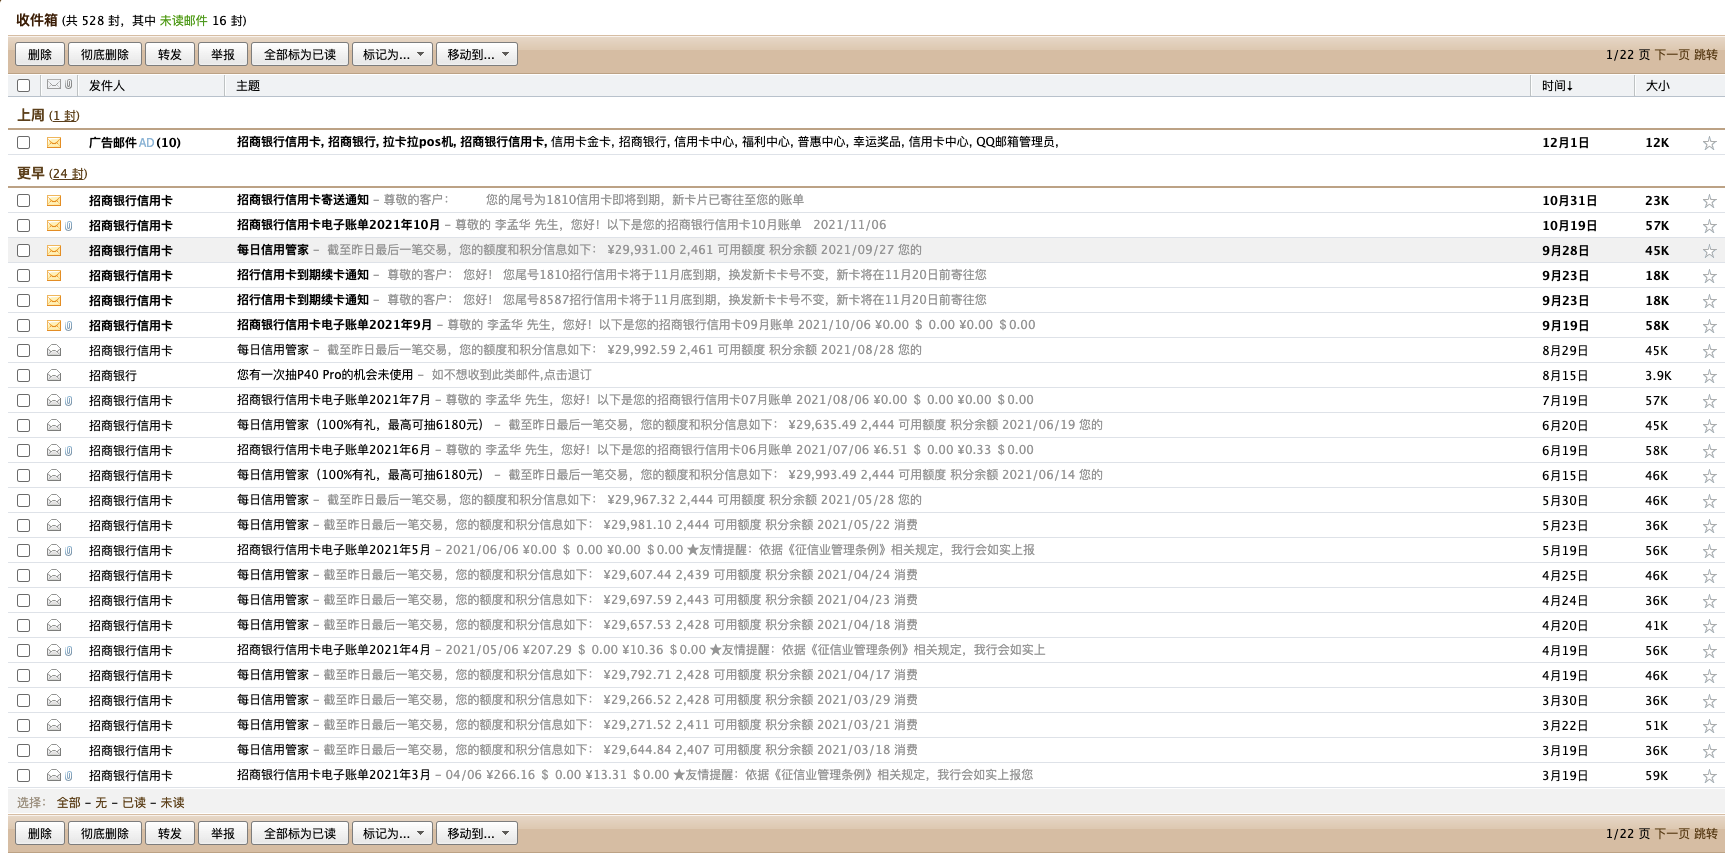 收件箱 (共 528 封，其中 未读邮件 16 封)
删除 彻底删除 转发 举报 全部标为已读 标记为... 移动到... 1/22 页 下一页 跳转
发件人 主题 时间↓ 大小
上周 (1 封)
广告邮件 AD (10) 招商银行信用卡, 招商银行, 拉卡拉pos机, 招商银行信用卡, 信用卡金卡, 招商银行, 信用卡中心, 福利中心, 普惠中心, 幸运奖品, 信用卡中心, QQ邮箱管理员, 12月1日 12K
更早 (24 封)
招商银行信用卡 招商银行信用卡寄送通知 – 尊敬的客户： 您的尾号为1810信用卡即将到期，新卡片已寄往至您的账单 10月31日 23K
招商银行信用卡 招商银行信用卡电子账单2021年10月 – 尊敬的 李孟华 先生，您好！以下是您的招商银行信用卡10月账单 2021/11/06 10月19日 57K
招商银行信用卡 每日信用管家 – 截至昨日最后一笔交易，您的额度和积分信息如下： ¥29,931.00 2,461 可用额度 积分余额 2021/09/27 您的 9月28日 45K
招商银行信用卡 招行信用卡到期续卡通知 – 尊敬的客户： 您好！ 您尾号1810招行信用卡将于11月底到期，换发新卡卡号不变，新卡将在11月20日前寄往您 9月23日 18K
招商银行信用卡 招行信用卡到期续卡通知 – 尊敬的客户： 您好！ 您尾号8587招行信用卡将于11月底到期，换发新卡卡号不变，新卡将在11月20日前寄往您 9月23日 18K
招商银行信用卡 招商银行信用卡电子账单2021年9月 – 尊敬的 李孟华 先生，您好！以下是您的招商银行信用卡09月账单 2021/10/06 ¥0.00 $ 0.00 ¥0.00 $0.00 9月19日 58K
招商银行信用卡 每日信用管家 – 截至昨日最后一笔交易，您的额度和积分信息如下： ¥29,992.59 2,461 可用额度 积分余额 2021/08/28 您的 8月29日 45K
招商银行 您有一次抽P40 Pro的机会未使用 – 如不想收到此类邮件,点击退订 8月15日 3.9K
招商银行信用卡 招商银行信用卡电子账单2021年7月 – 尊敬的 李孟华 先生，您好！以下是您的招商银行信用卡07月账单 2021/08/06 ¥0.00 $ 0.00 ¥0.00 $0.00 7月19日 57K
招商银行信用卡 每日信用管家（100%有礼，最高可抽6180元） – 截至昨日最后一笔交易，您的额度和积分信息如下： ¥29,635.49 2,444 可用额度 积分余额 2021/06/19 您的 6月20日 45K
招商银行信用卡 招商银行信用卡电子账单2021年6月 – 尊敬的 李孟华 先生，您好！以下是您的招商银行信用卡06月账单 2021/07/06 ¥6.51 $ 0.00 ¥0.33 $0.00 6月19日 58K
招商银行信用卡 每日信用管家（100%有礼，最高可抽6180元） – 截至昨日最后一笔交易，您的额度和积分信息如下： ¥29,993.49 2,444 可用额度 积分余额 2021/06/14 您的 6月15日 46K
招商银行信用卡 每日信用管家 – 截至昨日最后一笔交易，您的额度和积分信息如下： ¥29,967.32 2,444 可用额度 积分余额 2021/05/28 您的 5月30日 46K
招商银行信用卡 每日信用管家 – 截至昨日最后一笔交易，您的额度和积分信息如下： ¥29,981.10 2,444 可用额度 积分余额 2021/05/22 消费 5月23日 36K
招商银行信用卡 招商银行信用卡电子账单2021年5月 – 2021/06/06 ¥0.00 $ 0.00 ¥0.00 $0.00 ★友情提醒：依据《征信业管理条例》相关规定，我行会如实上报 5月19日 56K
招商银行信用卡 每日信用管家 – 截至昨日最后一笔交易，您的额度和积分信息如下： ¥29,607.44 2,439 可用额度 积分余额 2021/04/24 消费 4月25日 46K
招商银行信用卡 每日信用管家 – 截至昨日最后一笔交易，您的额度和积分信息如下： ¥29,697.59 2,443 可用额度 积分余额 2021/04/23 消费 4月24日 36K
招商银行信用卡 每日信用管家 – 截至昨日最后一笔交易，您的额度和积分信息如下： ¥29,657.53 2,428 可用额度 积分余额 2021/04/18 消费 4月20日 41K
招商银行信用卡 招商银行信用卡电子账单2021年4月 – 2021/05/06 ¥207.29 $ 0.00 ¥10.36 $0.00 ★友情提醒：依据《征信业管理条例》相关规定，我行会如实上 4月19日 56K
招商银行信用卡 每日信用管家 – 截至昨日最后一笔交易，您的额度和积分信息如下： ¥29,792.71 2,428 可用额度 积分余额 2021/04/17 消费 4月19日 46K
招商银行信用卡 每日信用管家 – 截至昨日最后一笔交易，您的额度和积分信息如下： ¥29,266.52 2,428 可用额度 积分余额 2021/03/29 消费 3月30日 36K
招商银行信用卡 每日信用管家 – 截至昨日最后一笔交易，您的额度和积分信息如下： ¥29,271.52 2,411 可用额度 积分余额 2021/03/21 消费 3月22日 51K
招商银行信用卡 每日信用管家 – 截至昨日最后一笔交易，您的额度和积分信息如下： ¥29,644.84 2,407 可用额度 积分余额 2021/03/18 消费 3月19日 36K
招商银行信用卡 招商银行信用卡电子账单2021年3月 – 04/06 ¥266.16 $ 0.00 ¥13.31 $0.00 ★友情提醒：依据《征信业管理条例》相关规定，我行会如实上报您 3月19日 59K
选择： 全部 – 无 – 已读 – 未读
删除 彻底删除 转发 举报 全部标为已读 标记为... 移动到... 1/22 页 下一页 跳转